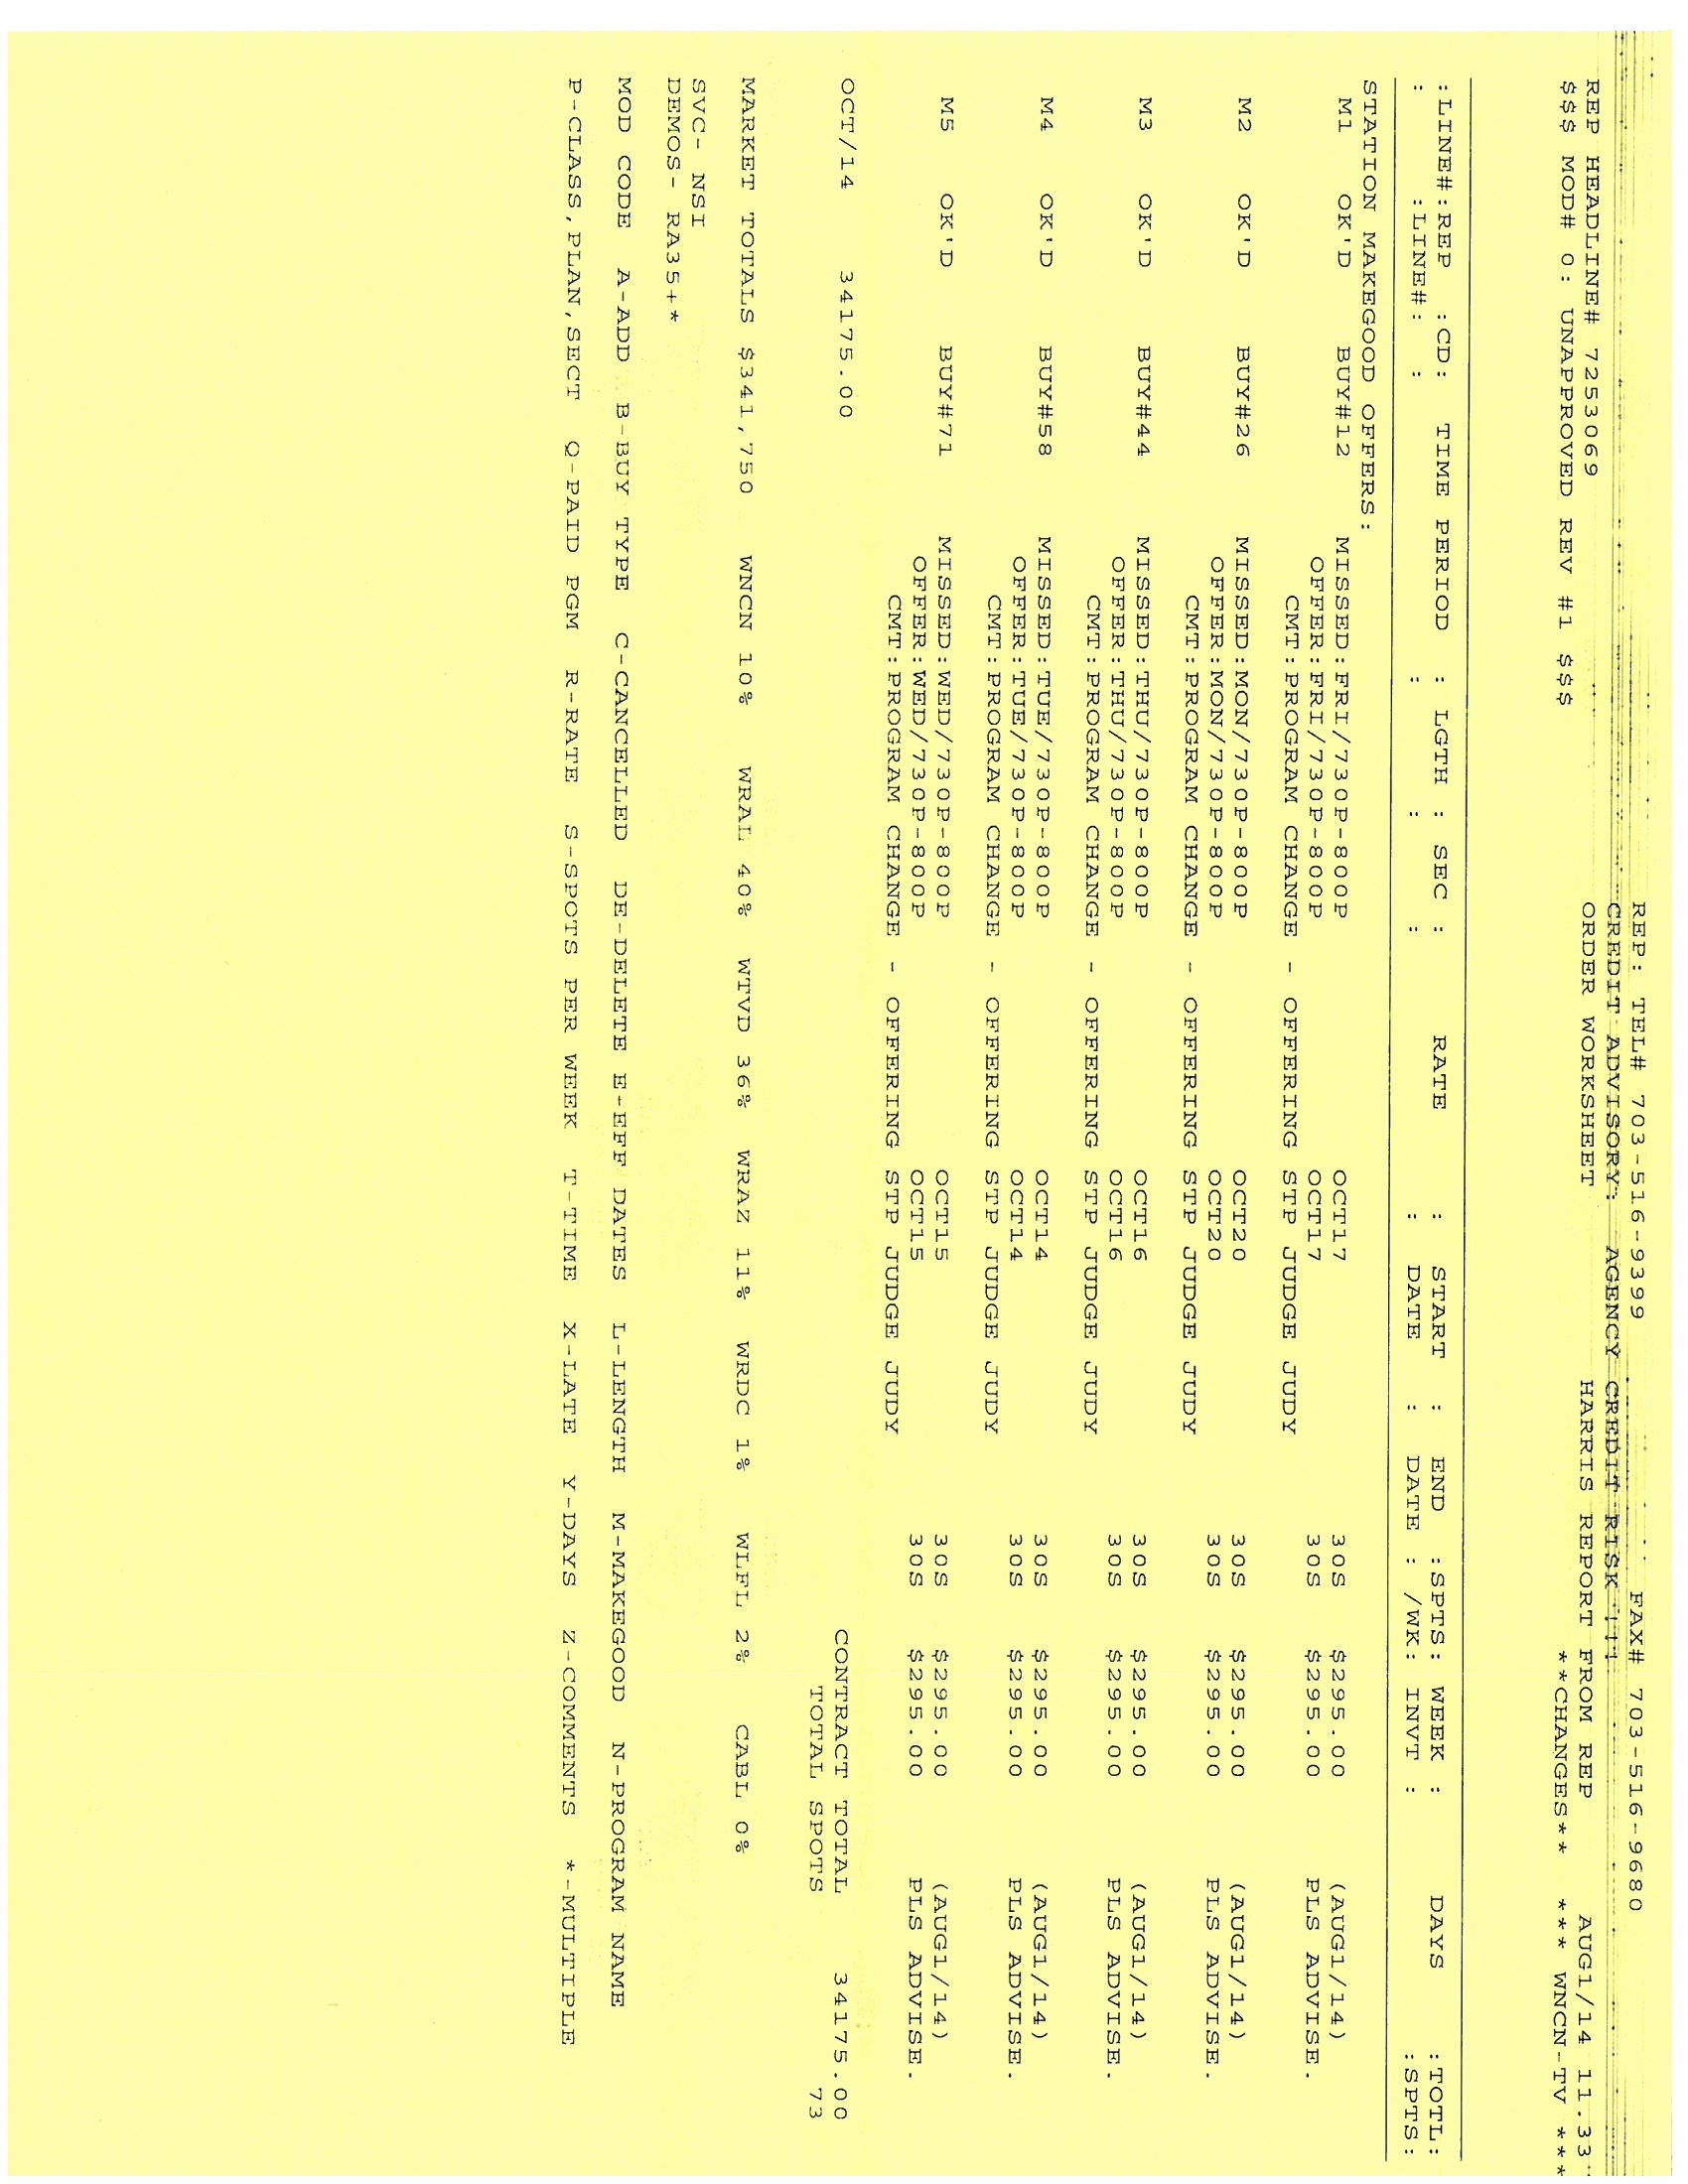 REP: TEL# 703-516-9399 FAX# 703-516-9680
CREDIT ADVISORY: AGENCY CREDIT RISK !!!
ORDER WORKSHEET HARRIS REPORT FROM REP AUG1/14 11.33
REP HEADLINE# 7253069 **CHANGES** *** WNCN-TV ***
$$$ MOD# 0: UNAPPROVED REV #1 $$$
:LINE#:REP :CD: TIME PERIOD : LGTH : SEC : RATE : START : END :SPTS: WEEK : DAYS :TOTL:
: :LINE#: : : : : : DATE : DATE : /WK: INVT : :SPTS:
STATION MAKEGOOD OFFERS:
M1 OK'D BUY#12 MISSED:FRI/730P-800P OCT17 30S $295.00 (AUG1/14)
OFFER:FRI/730P-800P OCT17 30S $295.00 PLS ADVISE.
CMT:PROGRAM CHANGE - OFFERING STP JUDGE JUDY
M2 OK'D BUY#26 MISSED:MON/730P-800P OCT20 30S $295.00 (AUG1/14)
OFFER:MON/730P-800P OCT20 30S $295.00 PLS ADVISE.
CMT:PROGRAM CHANGE - OFFERING STP JUDGE JUDY
M3 OK'D BUY#44 MISSED:THU/730P-800P OCT16 30S $295.00 (AUG1/14)
OFFER:THU/730P-800P OCT16 30S $295.00 PLS ADVISE.
CMT:PROGRAM CHANGE - OFFERING STP JUDGE JUDY
M4 OK'D BUY#58 MISSED:TUE/730P-800P OCT14 30S $295.00 (AUG1/14)
OFFER:TUE/730P-800P OCT14 30S $295.00 PLS ADVISE.
CMT:PROGRAM CHANGE - OFFERING STP JUDGE JUDY
M5 OK'D BUY#71 MISSED:WED/730P-800P OCT15 30S $295.00 (AUG1/14)
OFFER:WED/730P-800P OCT15 30S $295.00 PLS ADVISE.
CMT:PROGRAM CHANGE - OFFERING STP JUDGE JUDY
OCT/14 34175.00 CONTRACT TOTAL 34175.00
TOTAL SPOTS 73
MARKET TOTALS $341,750 WNCN 10% WRAL 40% WTVD 36% WRAZ 11% WRDC 1% WLFL 2% CABL 0%
SVC- NSI
DEMOS- RA35+*
MOD CODE A-ADD B-BUY TYPE C-CANCELLED DE-DELETE E-EFF DATES L-LENGTH M-MAKEGOOD N-PROGRAM NAME
P-CLASS,PLAN,SECT Q-PAID PGM R-RATE S-SPOTS PER WEEK T-TIME X-LATE Y-DAYS Z-COMMENTS *-MULTIPLE